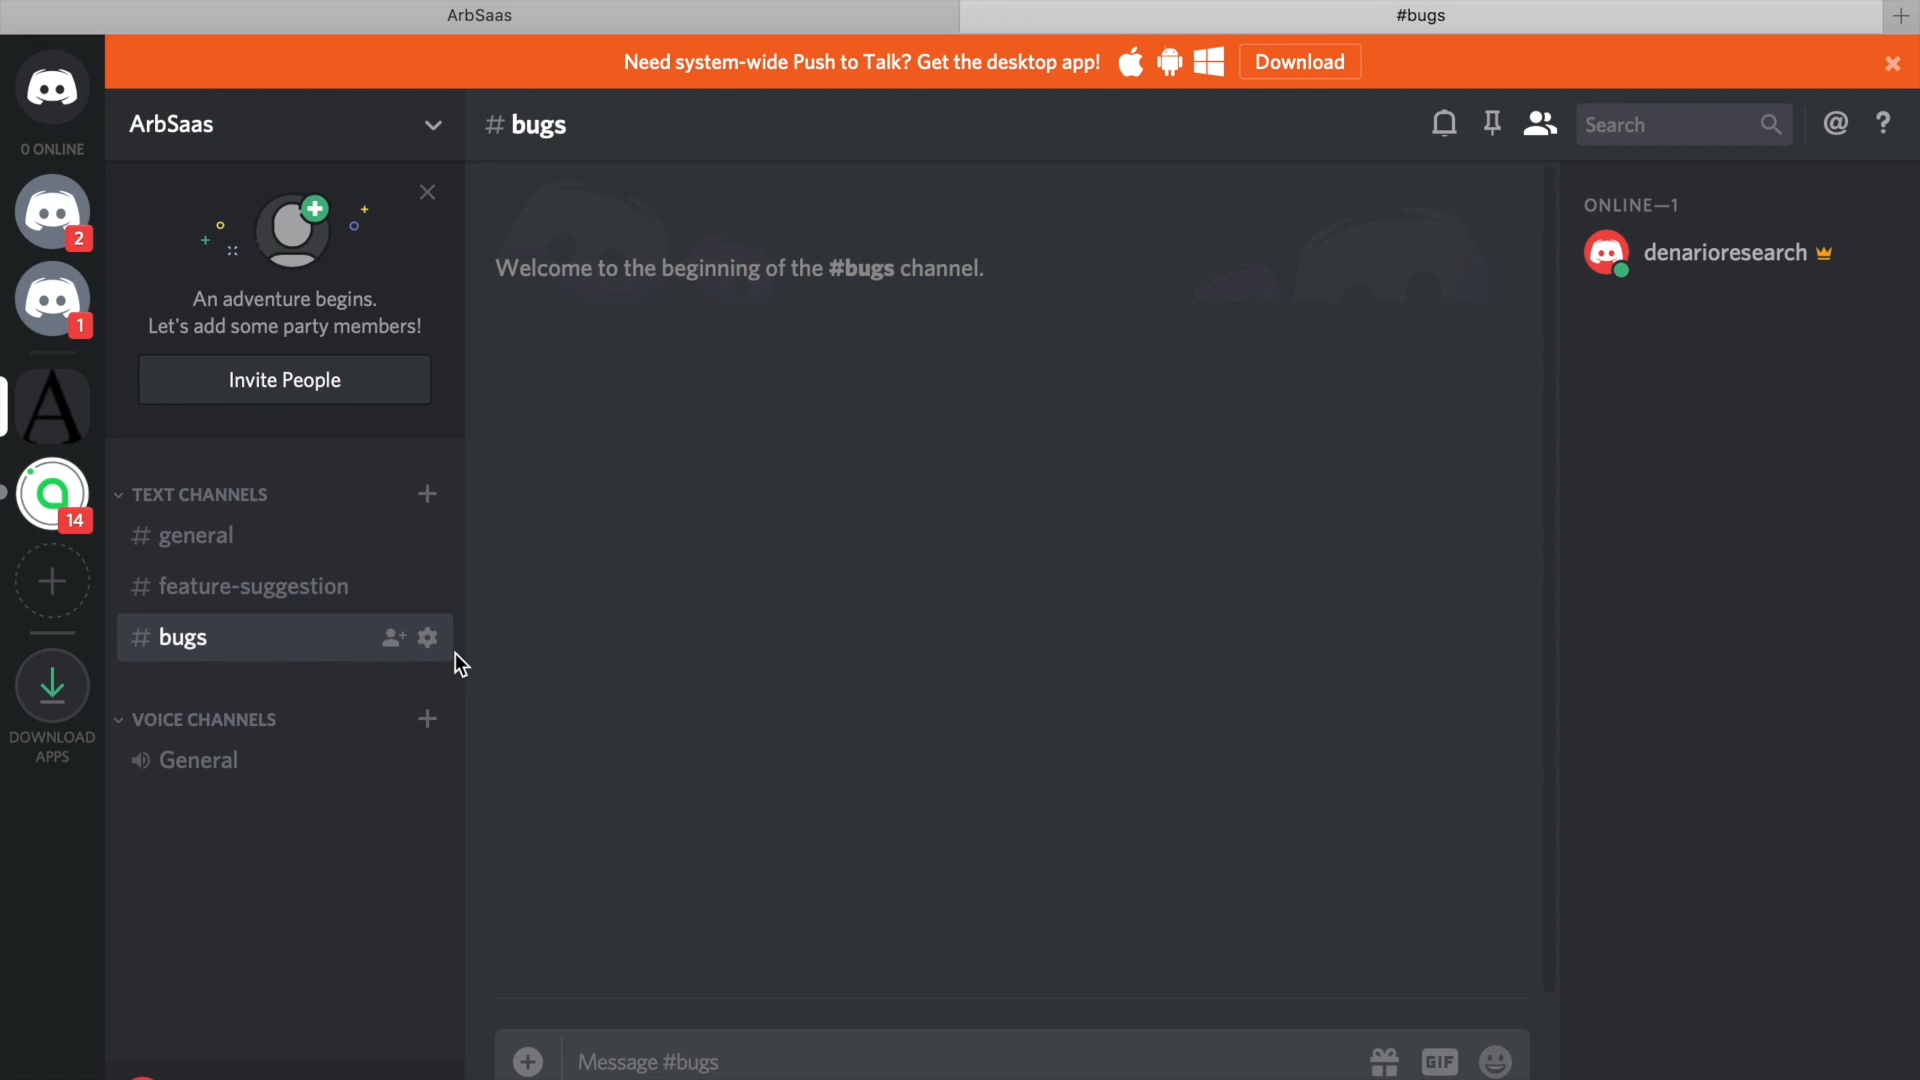 ArbSaas
#bugs
Need system-wide Push to Talk? Get the desktop app!
Download
0 ONLINE
2
1
A
14
DOWNLOAD
APPS
ArbSaas
An adventure begins.
Let's add some party members!
Invite People
TEXT CHANNELS
# general
# feature-suggestion
# bugs
VOICE CHANNELS
General
# bugs
Search
@ ?
Welcome to the beginning of the #bugs channel.
Message #bugs
GIF
ONLINE—1
denarioresearch